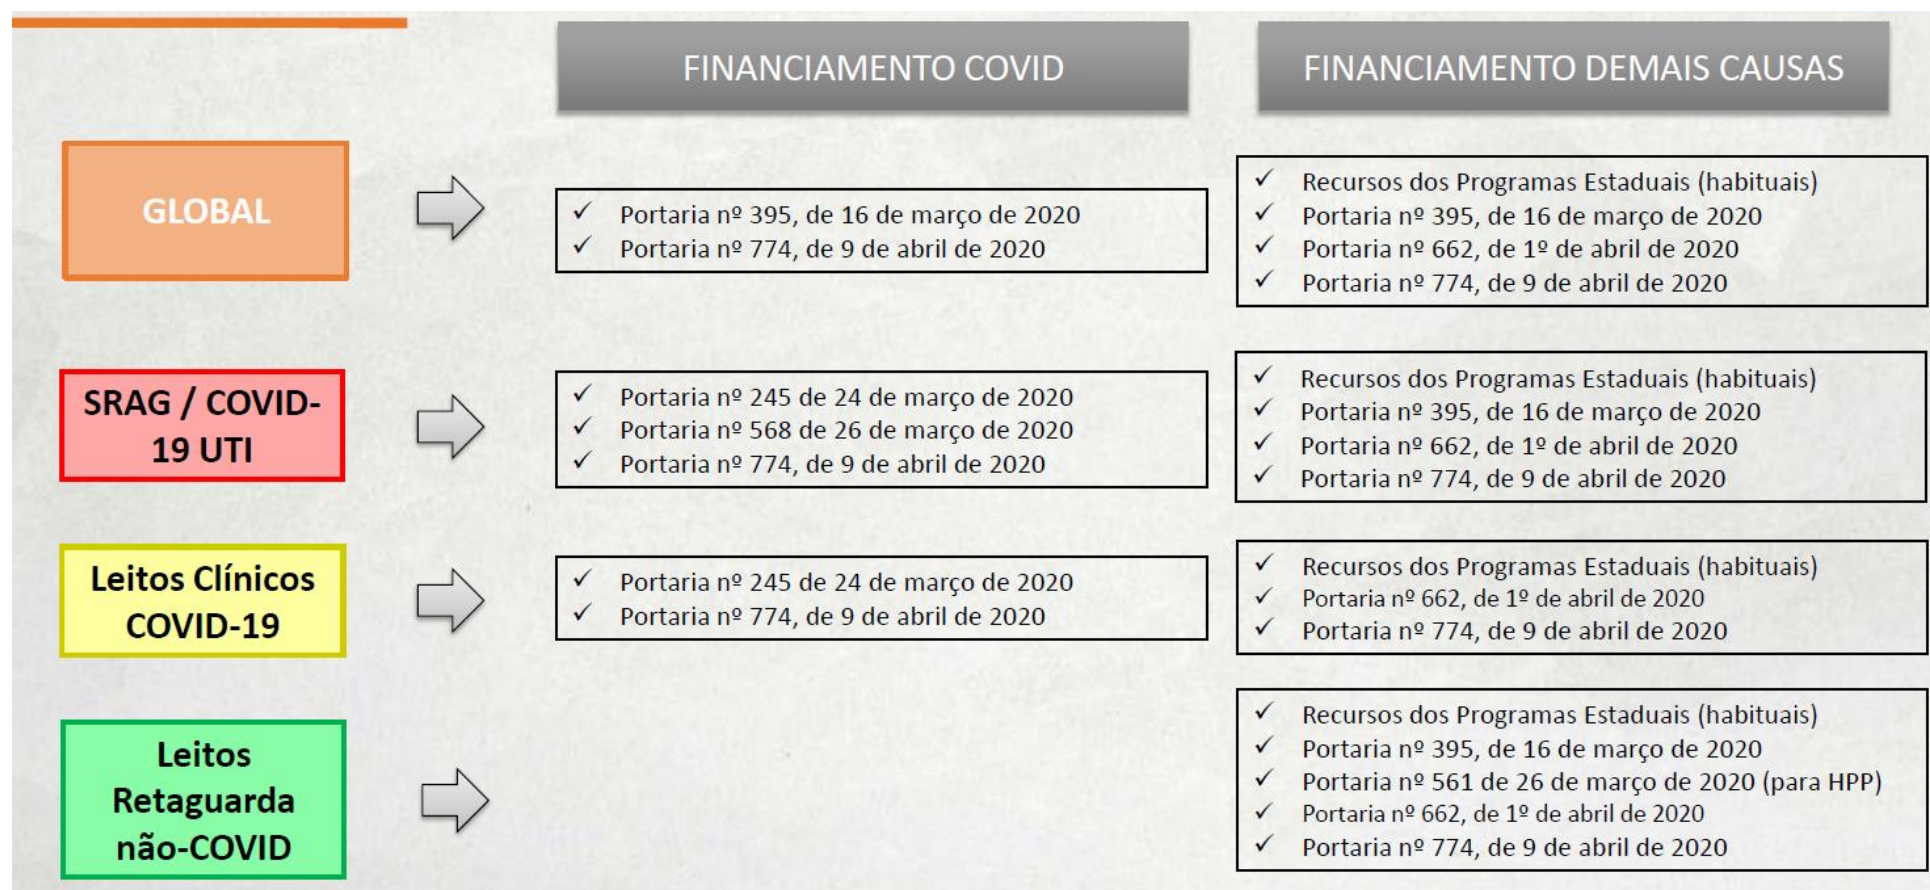 FINANCIAMENTO COVID
FINANCIAMENTO DEMAIS CAUSAS
GLOBAL
✓ Portaria nº 395, de 16 de março de 2020
✓ Portaria nº 774, de 9 de abril de 2020
✓ Recursos dos Programas Estaduais (habituais)
✓ Portaria nº 395, de 16 de março de 2020
✓ Portaria nº 662, de 1º de abril de 2020
✓ Portaria nº 774, de 9 de abril de 2020
SRAG / COVID-
19 UTI
✓ Portaria nº 245 de 24 de março de 2020
✓ Portaria nº 568 de 26 de março de 2020
✓ Portaria nº 774, de 9 de abril de 2020
✓ Recursos dos Programas Estaduais (habituais)
✓ Portaria nº 395, de 16 de março de 2020
✓ Portaria nº 662, de 1º de abril de 2020
✓ Portaria nº 774, de 9 de abril de 2020
Leitos Clínicos
COVID-19
✓ Portaria nº 245 de 24 de março de 2020
✓ Portaria nº 774, de 9 de abril de 2020
✓ Recursos dos Programas Estaduais (habituais)
✓ Portaria nº 662, de 1º de abril de 2020
✓ Portaria nº 774, de 9 de abril de 2020
Leitos
Retaguarda
não-COVID
✓ Recursos dos Programas Estaduais (habituais)
✓ Portaria nº 395, de 16 de março de 2020
✓ Portaria nº 561 de 26 de março de 2020 (para HPP)
✓ Portaria nº 662, de 1º de abril de 2020
✓ Portaria nº 774, de 9 de abril de 2020